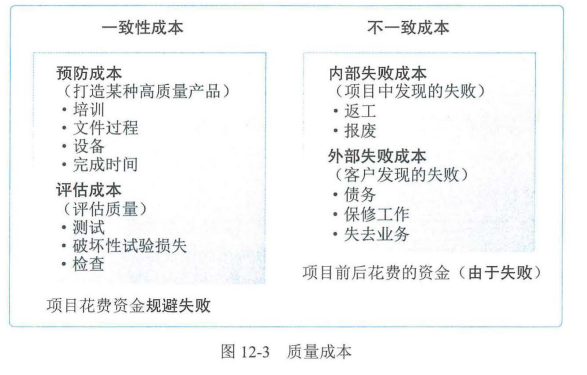 一致性成本
预防成本
（打造某种高质量产品）
・培训
・文件过程
・设备
・完成时间
评估成本
（评估质量）
・测试
・破坏性试验损失
・检查
项目花费资金规避失败
不一致成本
内部失败成本
（项目中发现的失败）
・返工
・报废
外部失败成本
（客户发现的失败）
・债务
・保修工作
・失去业务
项目前后花费的资金（由于失败）
图 12-3 质量成本